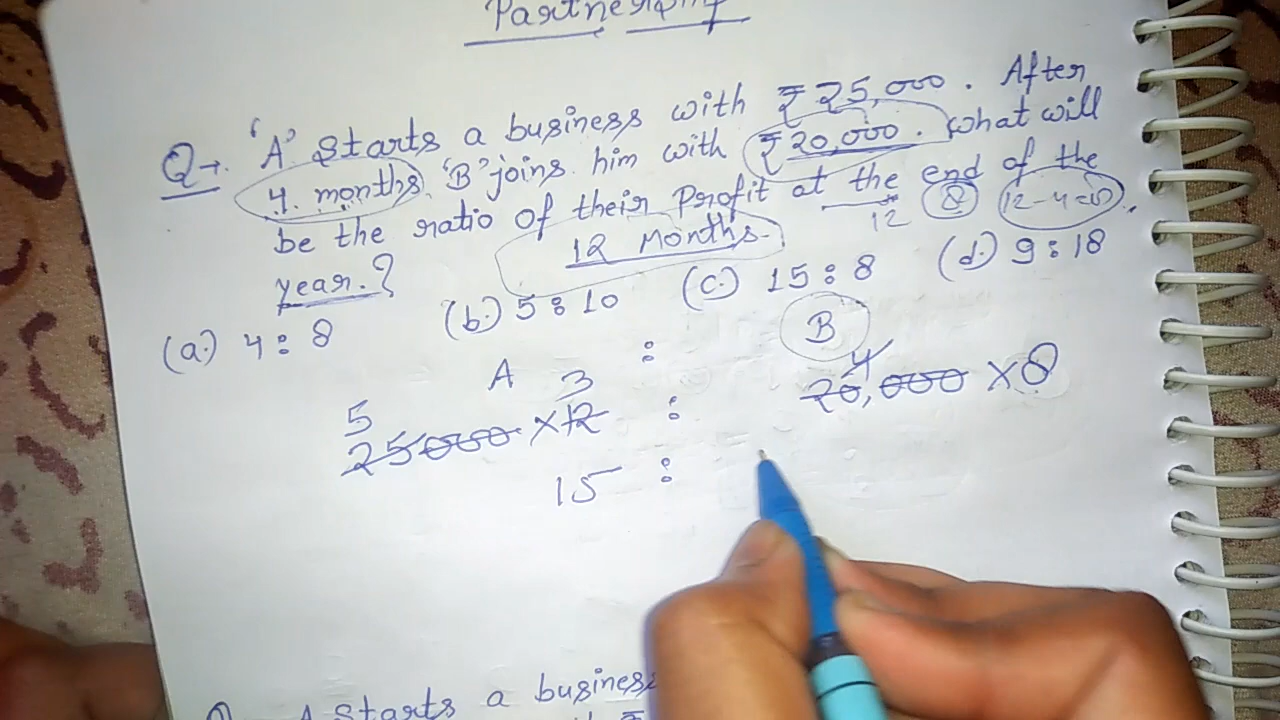 Partnership
Q→. 'A' starts a business with ₹25,000. After
4 months, 'B' joins him with ₹20,000. What will
be the ratio of their Profit at the end of the
12 8 12-4=8
year.? 12 Months.
(a.) 4:8 (b.) 5:10 (c.) 15:8 (d.) 9:18
A : B
5 3 4
25000 ×12 : 20,000 ×8
15 :
A starts a business